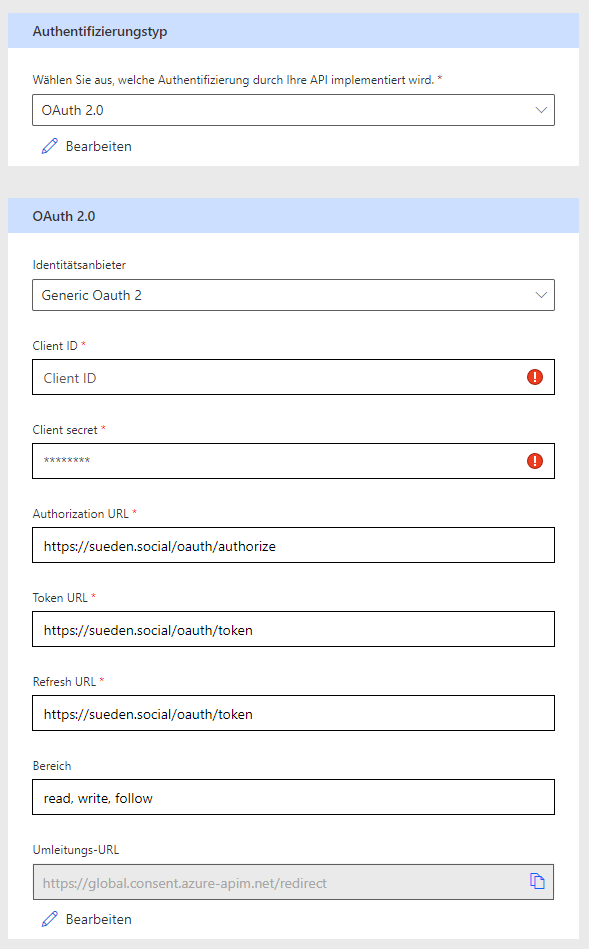 Authentifizierungstyp
Wählen Sie aus, welche Authentifizierung durch Ihre API implementiert wird. *
OAuth 2.0
Bearbeiten
OAuth 2.0
Identitätsanbieter
Generic Oauth 2
Client ID *
Client ID
Client secret *
********
Authorization URL *
https://sueden.social/oauth/authorize
Token URL *
https://sueden.social/oauth/token
Refresh URL *
https://sueden.social/oauth/token
Bereich
read, write, follow
Umleitungs-URL
https://global.consent.azure-apim.net/redirect
Bearbeiten